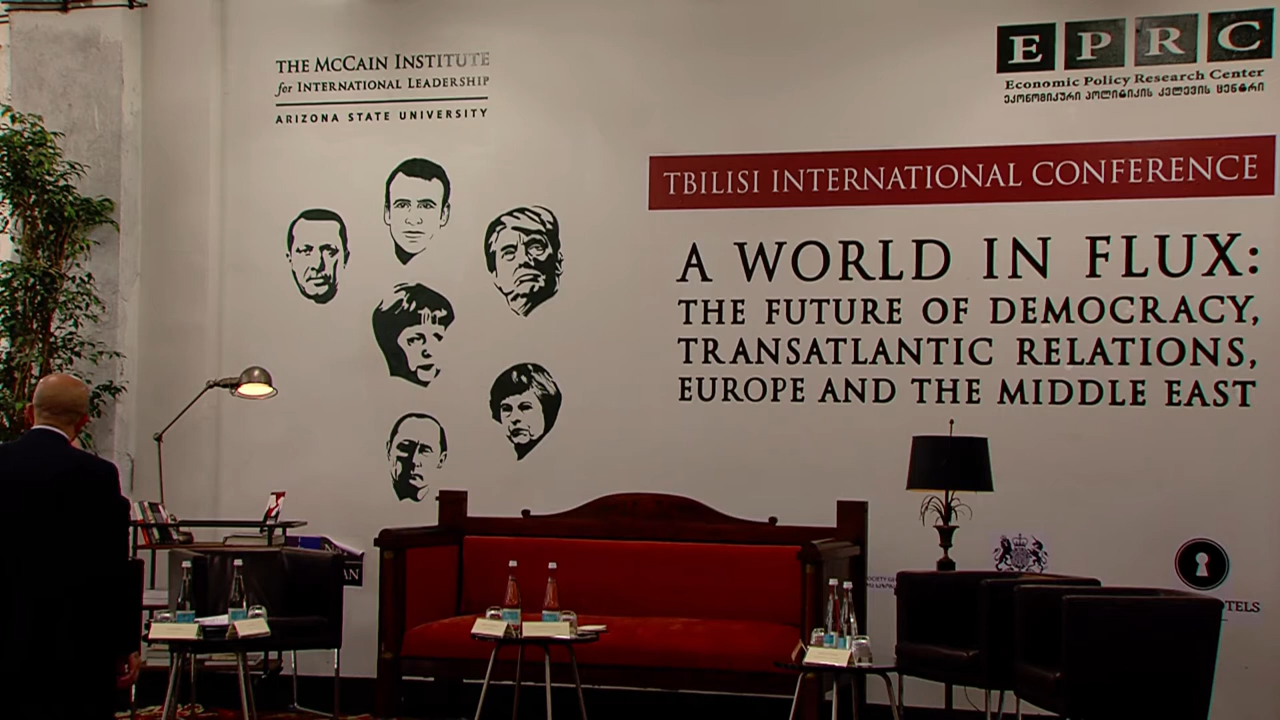 THE McCAIN INSTITUTE
for INTERNATIONAL LEADERSHIP
ARIZONA STATE UNIVERSITY
EPRC
Economic Policy Research Center
ეკონომიკური პოლიტიკის კვლევის ცენტრი
TBILISI INTERNATIONAL CONFERENCE
A WORLD IN FLUX:
THE FUTURE OF DEMOCRACY,
TRANSATLANTIC RELATIONS,
EUROPE AND THE MIDDLE EAST